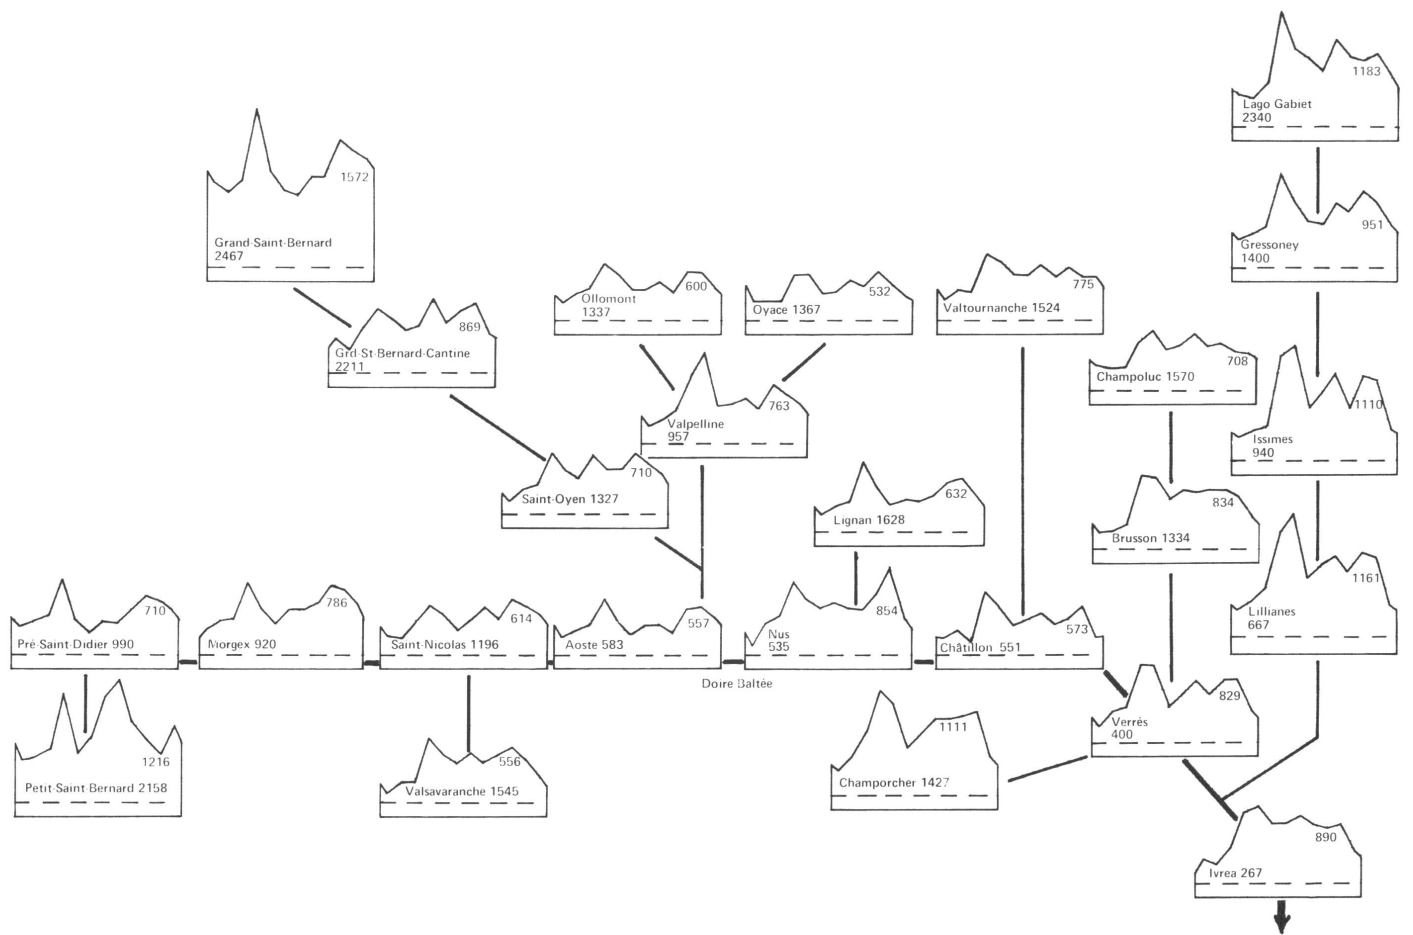 1183
Lago Gabiet
2340
1572
Grand-Saint-Bernard
2467
951
Gressoney
1400
600
Ollomont
1337
532
Oyace 1367
775
Valtournanche 1524
869
Grd-St-Bernard-Cantine
2211
708
Champoluc 1570
763
Valpelline
957
1110
Issimes
940
710
Saint-Oyen 1327
632
Lignan 1628
834
Brusson 1334
710
Pré-Saint-Didier 990
786
Morgex 920
614
Saint-Nicolas 1196
557
Aoste 583
854
Nus
535
573
Châtillon 551
1161
Lillianes
667
Doire Baltée
1216
Petit-Saint-Bernard 2158
556
Valsavaranche 1545
1111
Champorcher 1427
829
Verrés
400
890
Ivrea 267